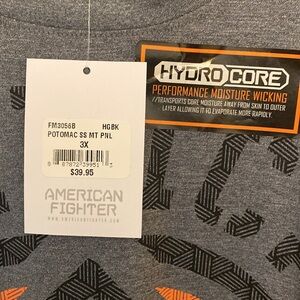 HYDRO CORE
PERFORMANCE MOISTURE WICKING
//TRANSPORTS CORE MOISTURE AWAY FROM SKIN TO OUTER
LAYER ALLOWING IT TO EVAPORATE MORE RAPIDLY.
FM3056B HGBK
POTOMAC SS MT PNL
3X
$39.95
AMERICAN
FIGHTER
WWW.AMERICANFIGHTER.COM